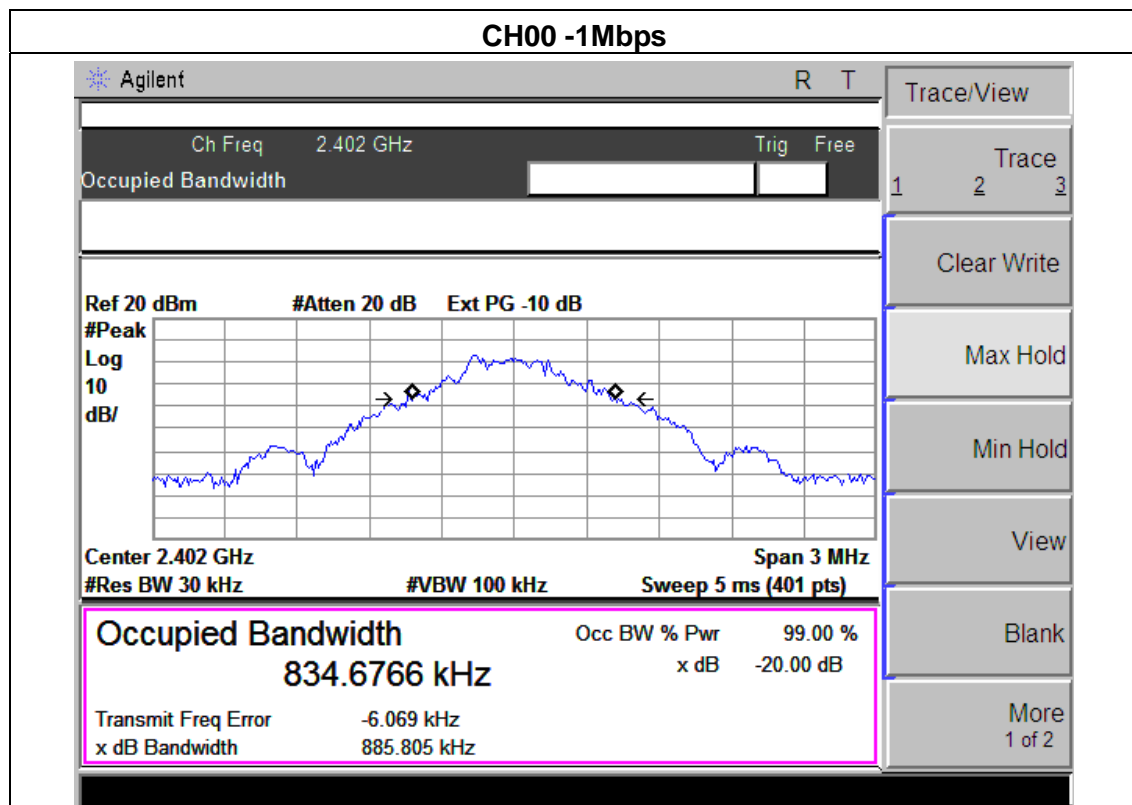 CH00 -1Mbps
Agilent R T
Ch Freq 2.402 GHz Trig Free
Occupied Bandwidth
Ref 20 dBm #Atten 20 dB Ext PG -10 dB
#Peak
Log
10
dB/
Center 2.402 GHz Span 3 MHz
#Res BW 30 kHz #VBW 100 kHz Sweep 5 ms (401 pts)
Occupied Bandwidth Occ BW % Pwr 99.00 %
834.6766 kHz x dB -20.00 dB
Transmit Freq Error -6.069 kHz
x dB Bandwidth 885.805 kHz
Trace/View
Trace
1 2 3
Clear Write
Max Hold
Min Hold
View
Blank
More
1 of 2